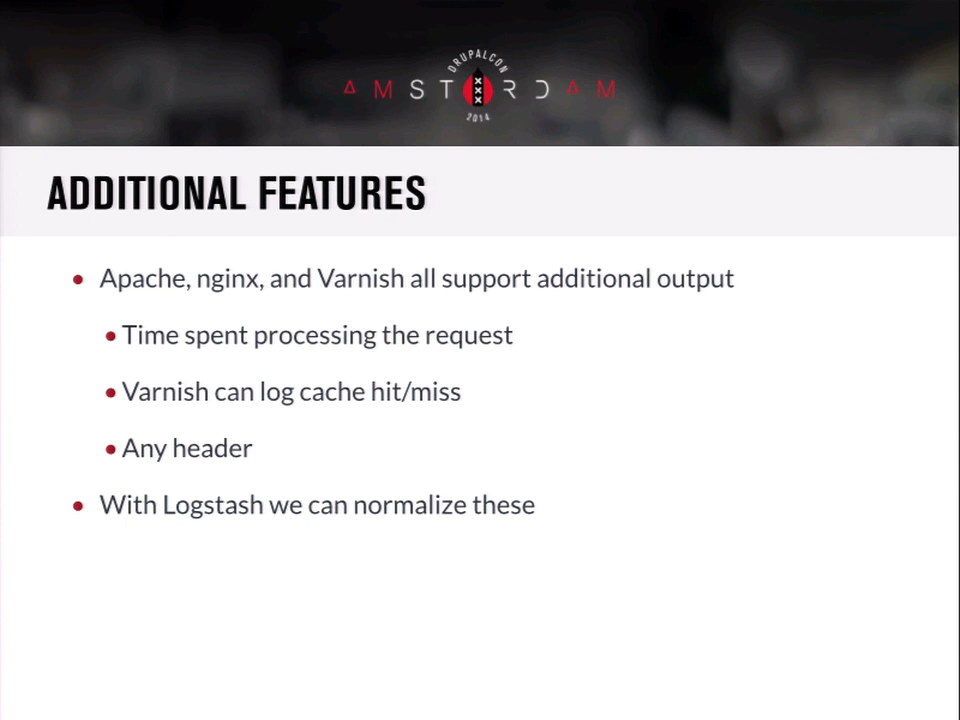 DRUPALCON
AMSTERDAM
2014
ADDITIONAL FEATURES
• Apache, nginx, and Varnish all support additional output
• Time spent processing the request
• Varnish can log cache hit/miss
• Any header
• With Logstash we can normalize these